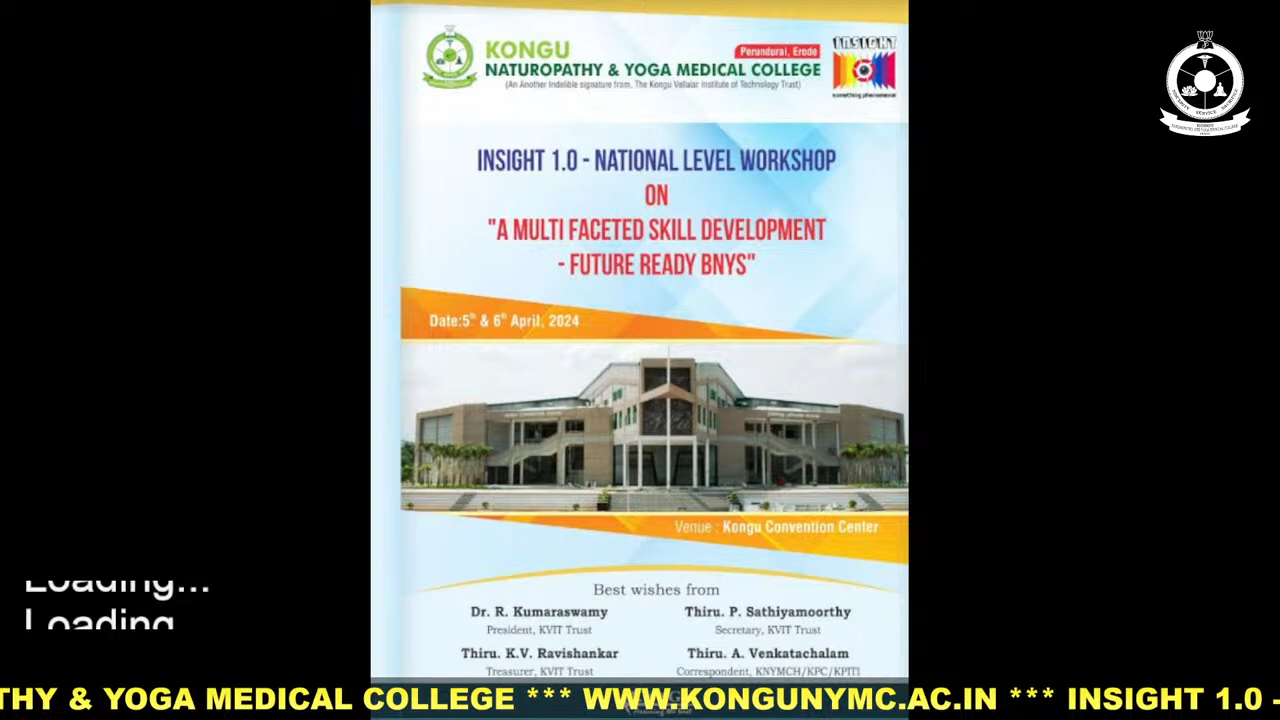 KONGU
Perundurai, Erode
NATUROPATHY & YOGA MEDICAL COLLEGE
(An Another Indelible signature from, The Kongu Vellalar Institute of Technology Trust)
INSIGHT
something phenomenal
INSIGHT 1.0 - NATIONAL LEVEL WORKSHOP
ON
"A MULTI FACETED SKILL DEVELOPMENT
- FUTURE READY BNYS"
Date:5th & 6th April, 2024
Venue : Kongu Convention Center
Best wishes from
Dr. R. Kumaraswamy
President, KVIT Trust
Thiru. P. Sathiyamoorthy
Secretary, KVIT Trust
Thiru. K.V. Ravishankar
Treasurer, KVIT Trust
Thiru. A. Venkatachalam
Correspondent, KNYMCH/KPC/KPITI
Loading...
Loading
THY & YOGA MEDICAL COLLEGE *** WWW.KONGUNYMC.AC.IN *** INSIGHT 1.0 -